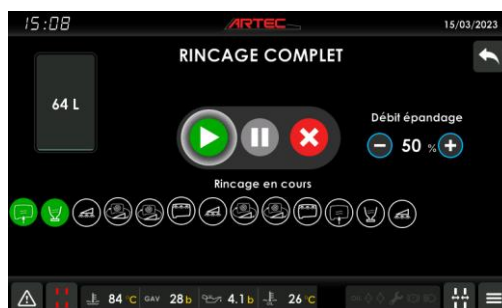 15:08
ARTEC
15/03/2023
RINCAGE COMPLET
64 L
Débit épandage
50 %
Rincage en cours
84 °C
GAV 28 b
4.1 b
26 °C